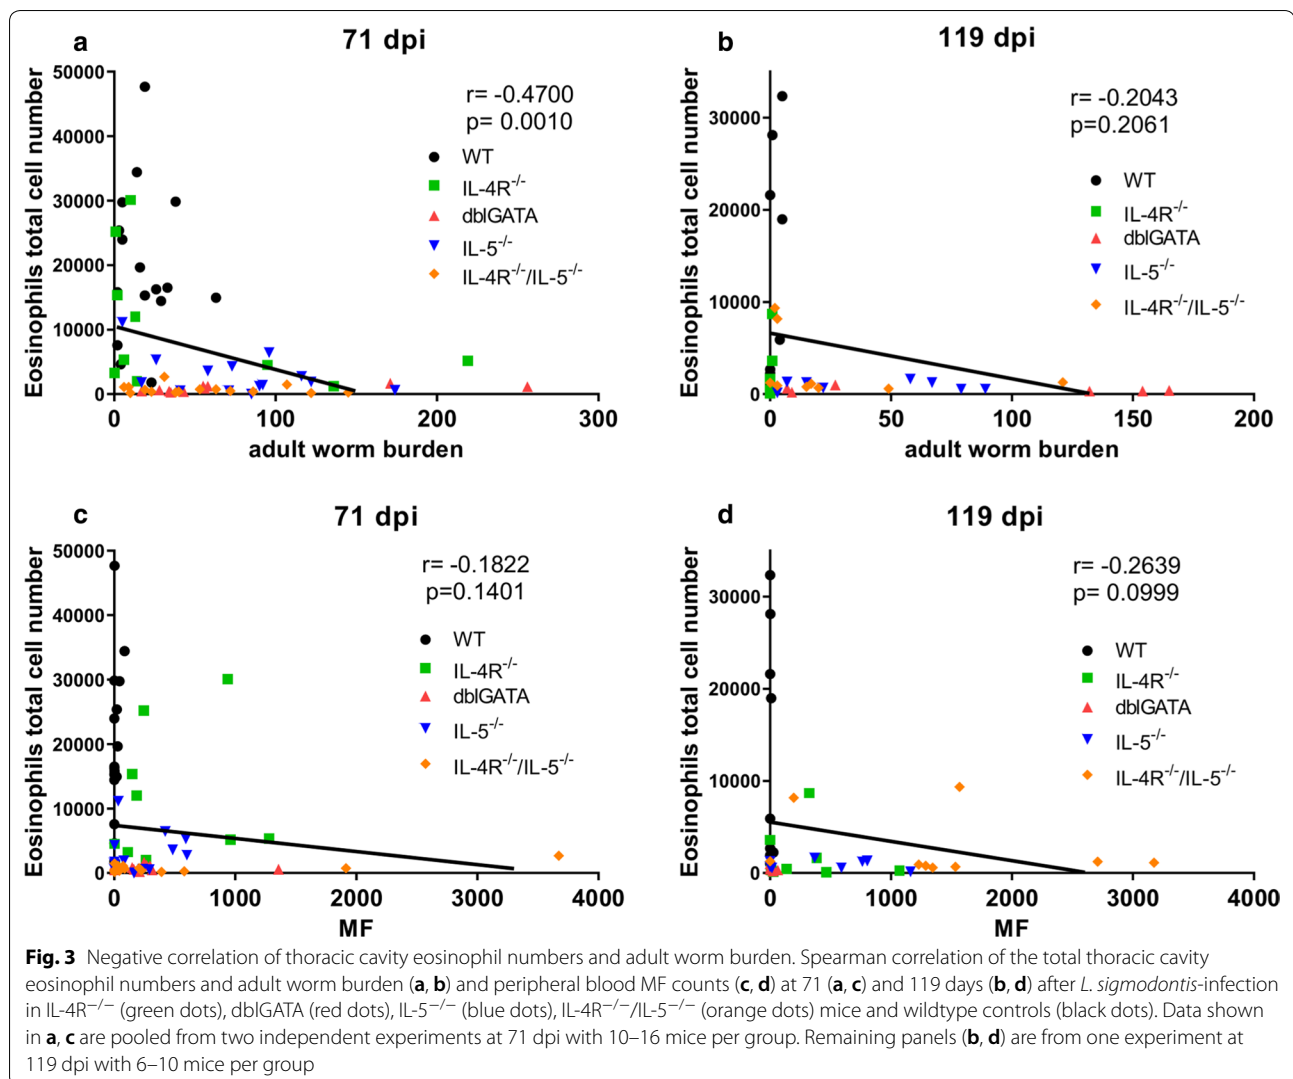 a
71 dpi
Eosinophils total cell number
50000
40000
30000
20000
10000
0
0
100
200
300
adult worm burden
r= -0.4700
p= 0.0010
WT
IL-4R-/-
dblGATA
IL-5-/-
IL-4R-/-/IL-5-/-
b
119 dpi
Eosinophils total cell number
30000
20000
10000
0
0
50
100
150
200
adult worm burden
r= -0.2043
p=0.2061
WT
IL-4R-/-
dblGATA
IL-5-/-
IL-4R-/-/IL-5-/-
c
71 dpi
Eosinophils total cell number
50000
40000
30000
20000
10000
0
0
1000
2000
3000
4000
MF
r= -0.1822
p=0.1401
WT
IL-4R-/-
dblGATA
IL-5-/-
IL-4R-/-/IL-5-/-
d
119 dpi
Eosinophils total cell number
30000
20000
10000
0
0
1000
2000
3000
4000
MF
r= -0.2639
p= 0.0999
WT
IL-4R-/-
dblGATA
IL-5-/-
IL-4R-/-/IL-5-/-
Fig. 3 Negative correlation of thoracic cavity eosinophil numbers and adult worm burden. Spearman correlation of the total thoracic cavity
eosinophil numbers and adult worm burden (a, b) and peripheral blood MF counts (c, d) at 71 (a, c) and 119 days (b, d) after L. sigmodontis-infection
in IL-4R−/− (green dots), dblGATA (red dots), IL-5−/− (blue dots), IL-4R−/−/IL-5−/− (orange dots) mice and wildtype controls (black dots). Data shown
in a, c are pooled from two independent experiments at 71 dpi with 10–16 mice per group. Remaining panels (b, d) are from one experiment at
119 dpi with 6–10 mice per group